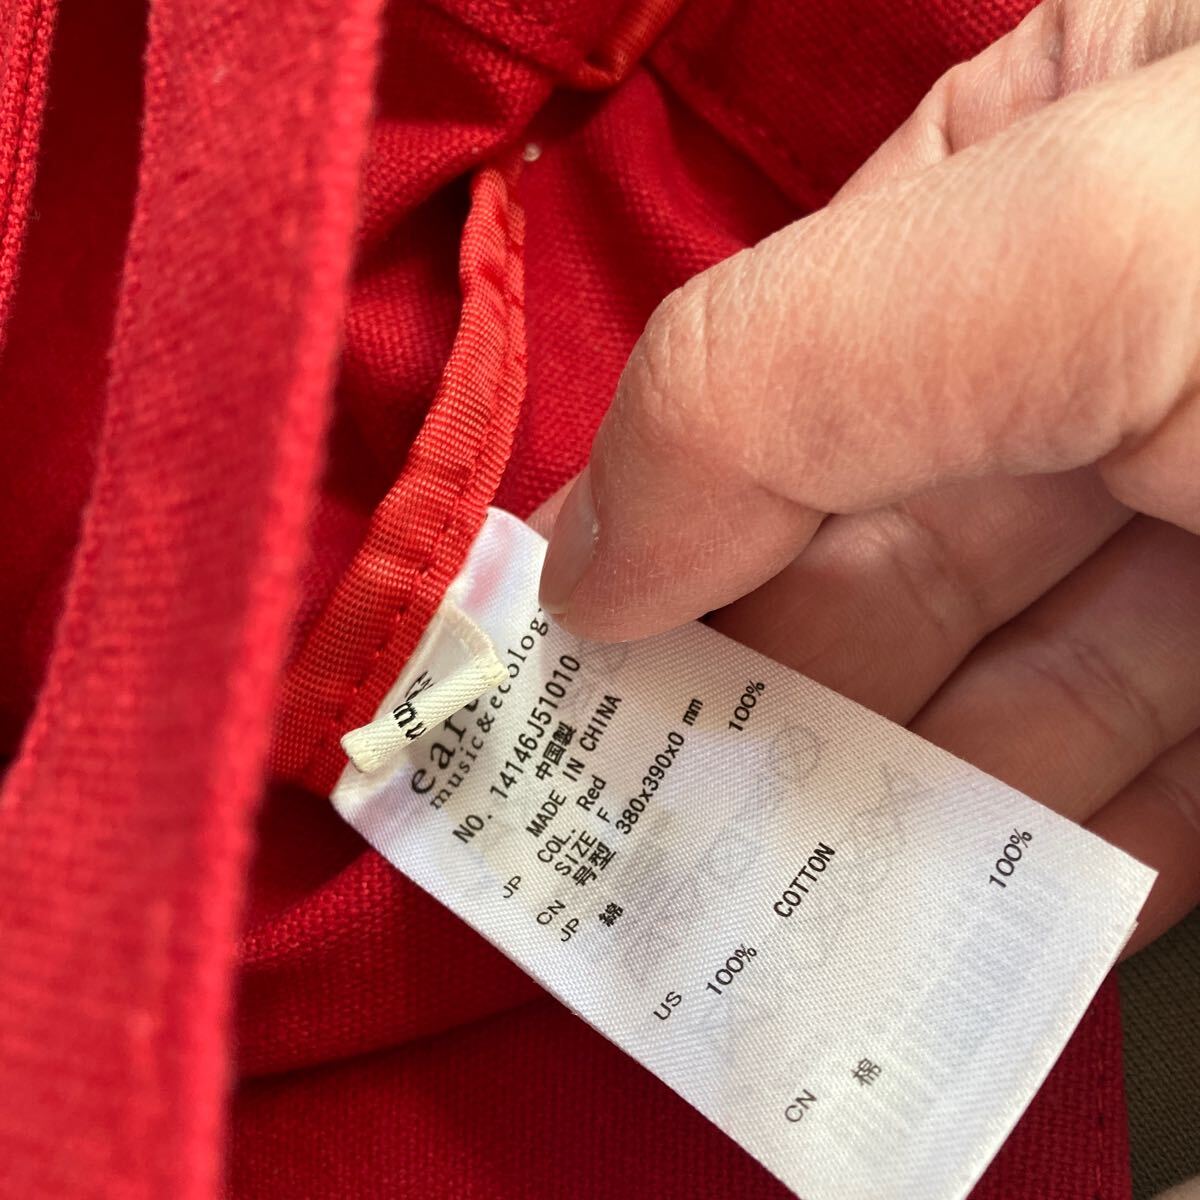 music&ecology
NO. 14146J51010
中国製
MADE IN CHINA
COL. Red
JP SIZE F
CN 号型 380x390x0 mm
JP 綿 100%
US 100% COTTON
CN 棉 100%